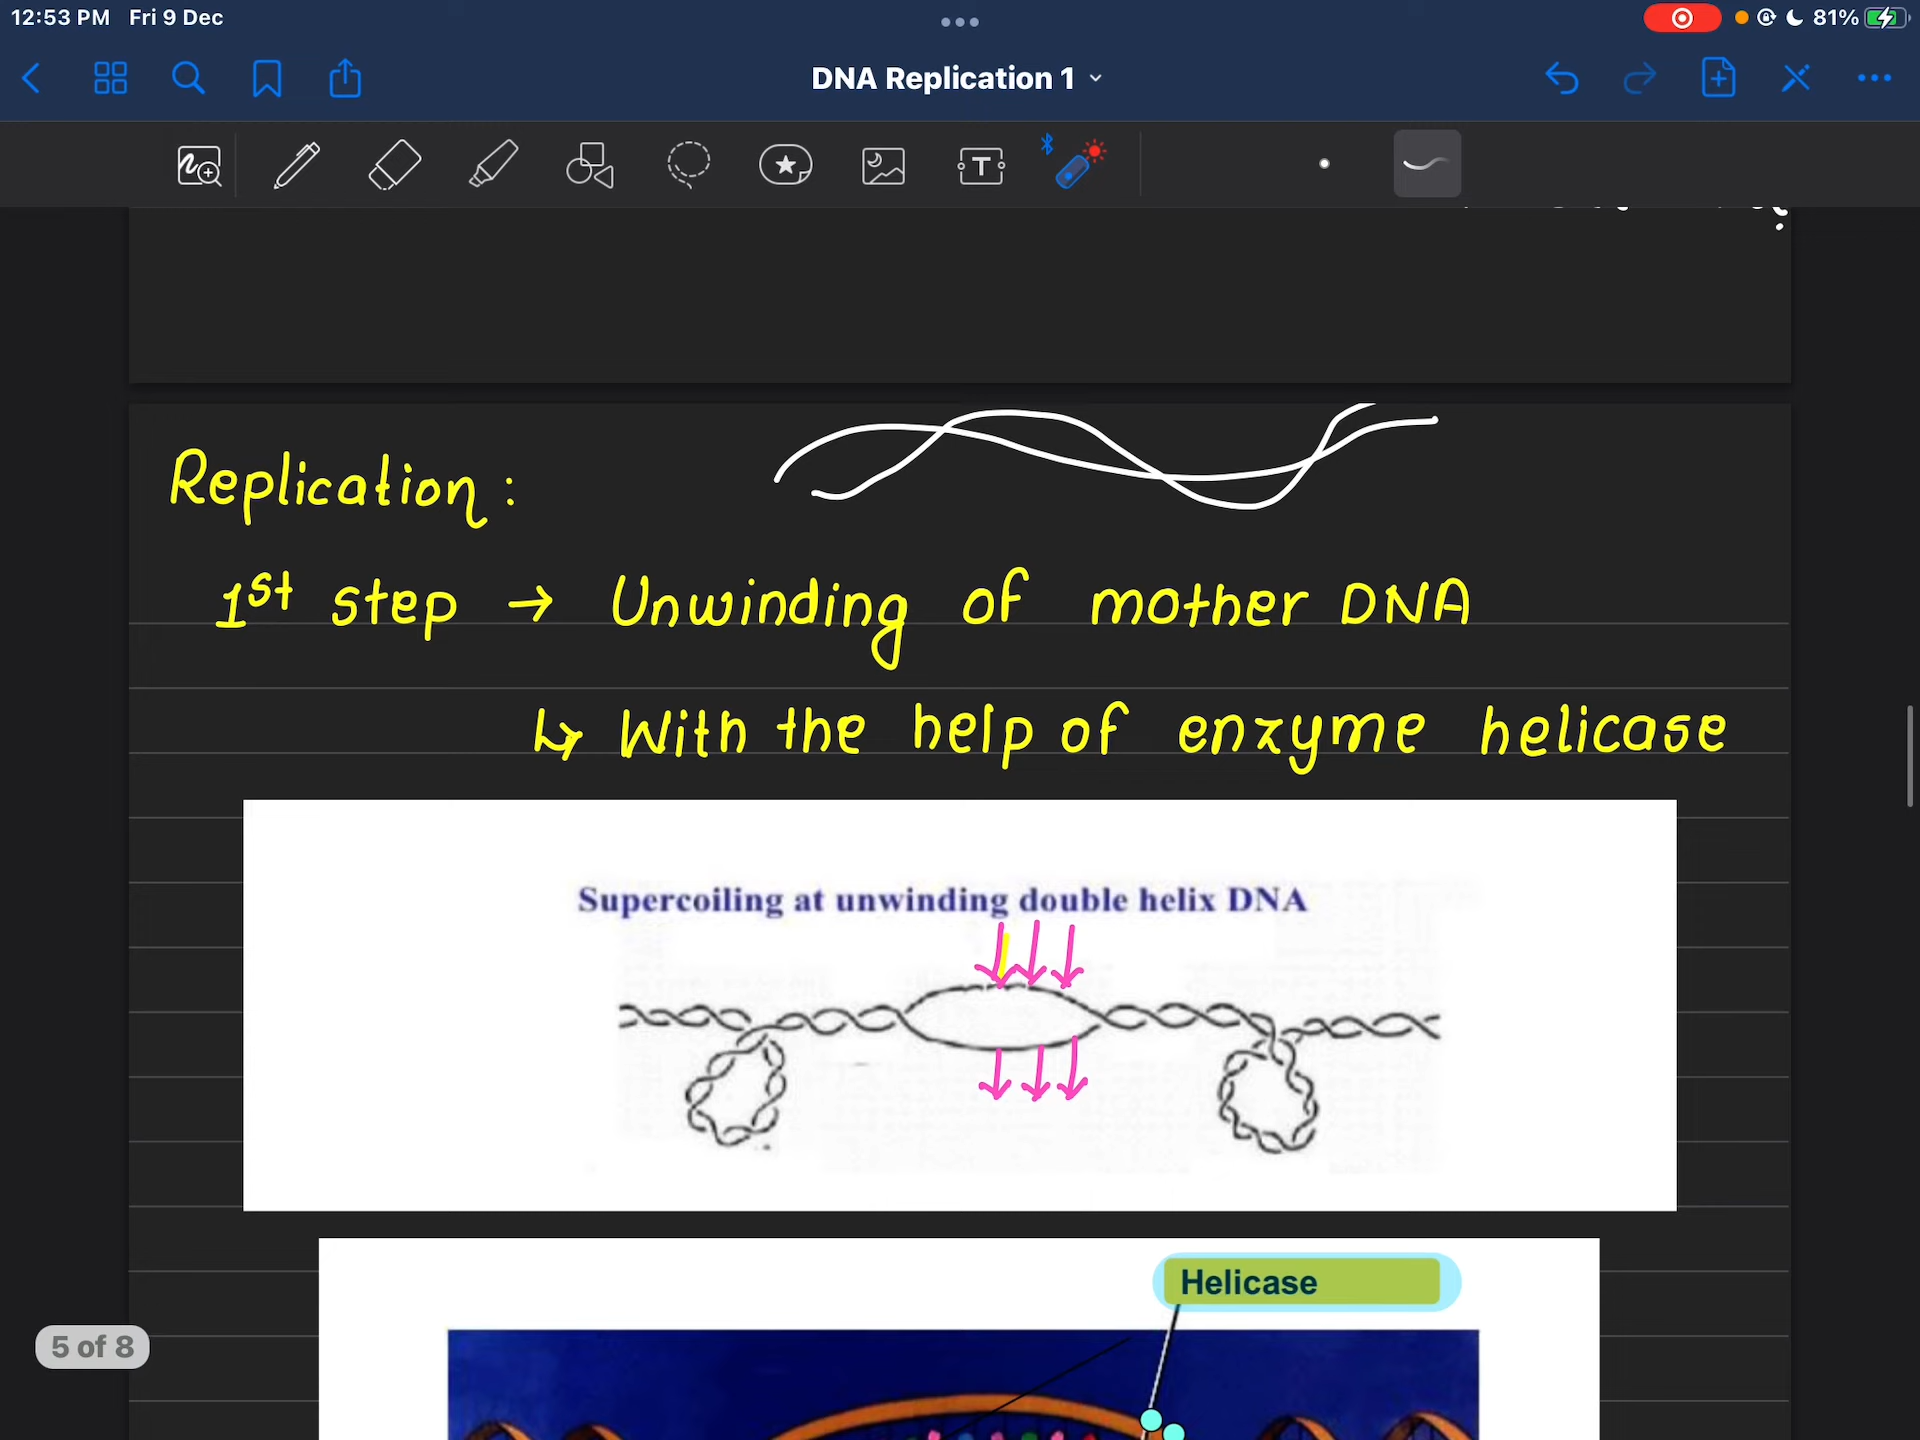 12:53 PM Fri 9 Dec
81%
DNA Replication 1
T
Replication :
1st step → Unwinding of mother DNA
↳ With the help of enzyme helicase
Supercoiling at unwinding double helix DNA
Helicase
5 of 8